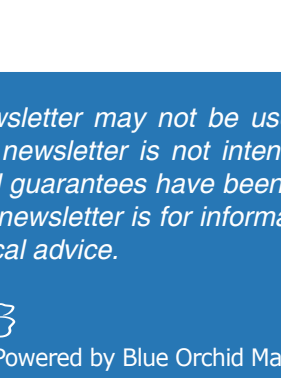 wsletter may not be us
newsletter is not inten
guarantees have been
newsletter is for informa
cal advice.
Powered by Blue Orchid Ma